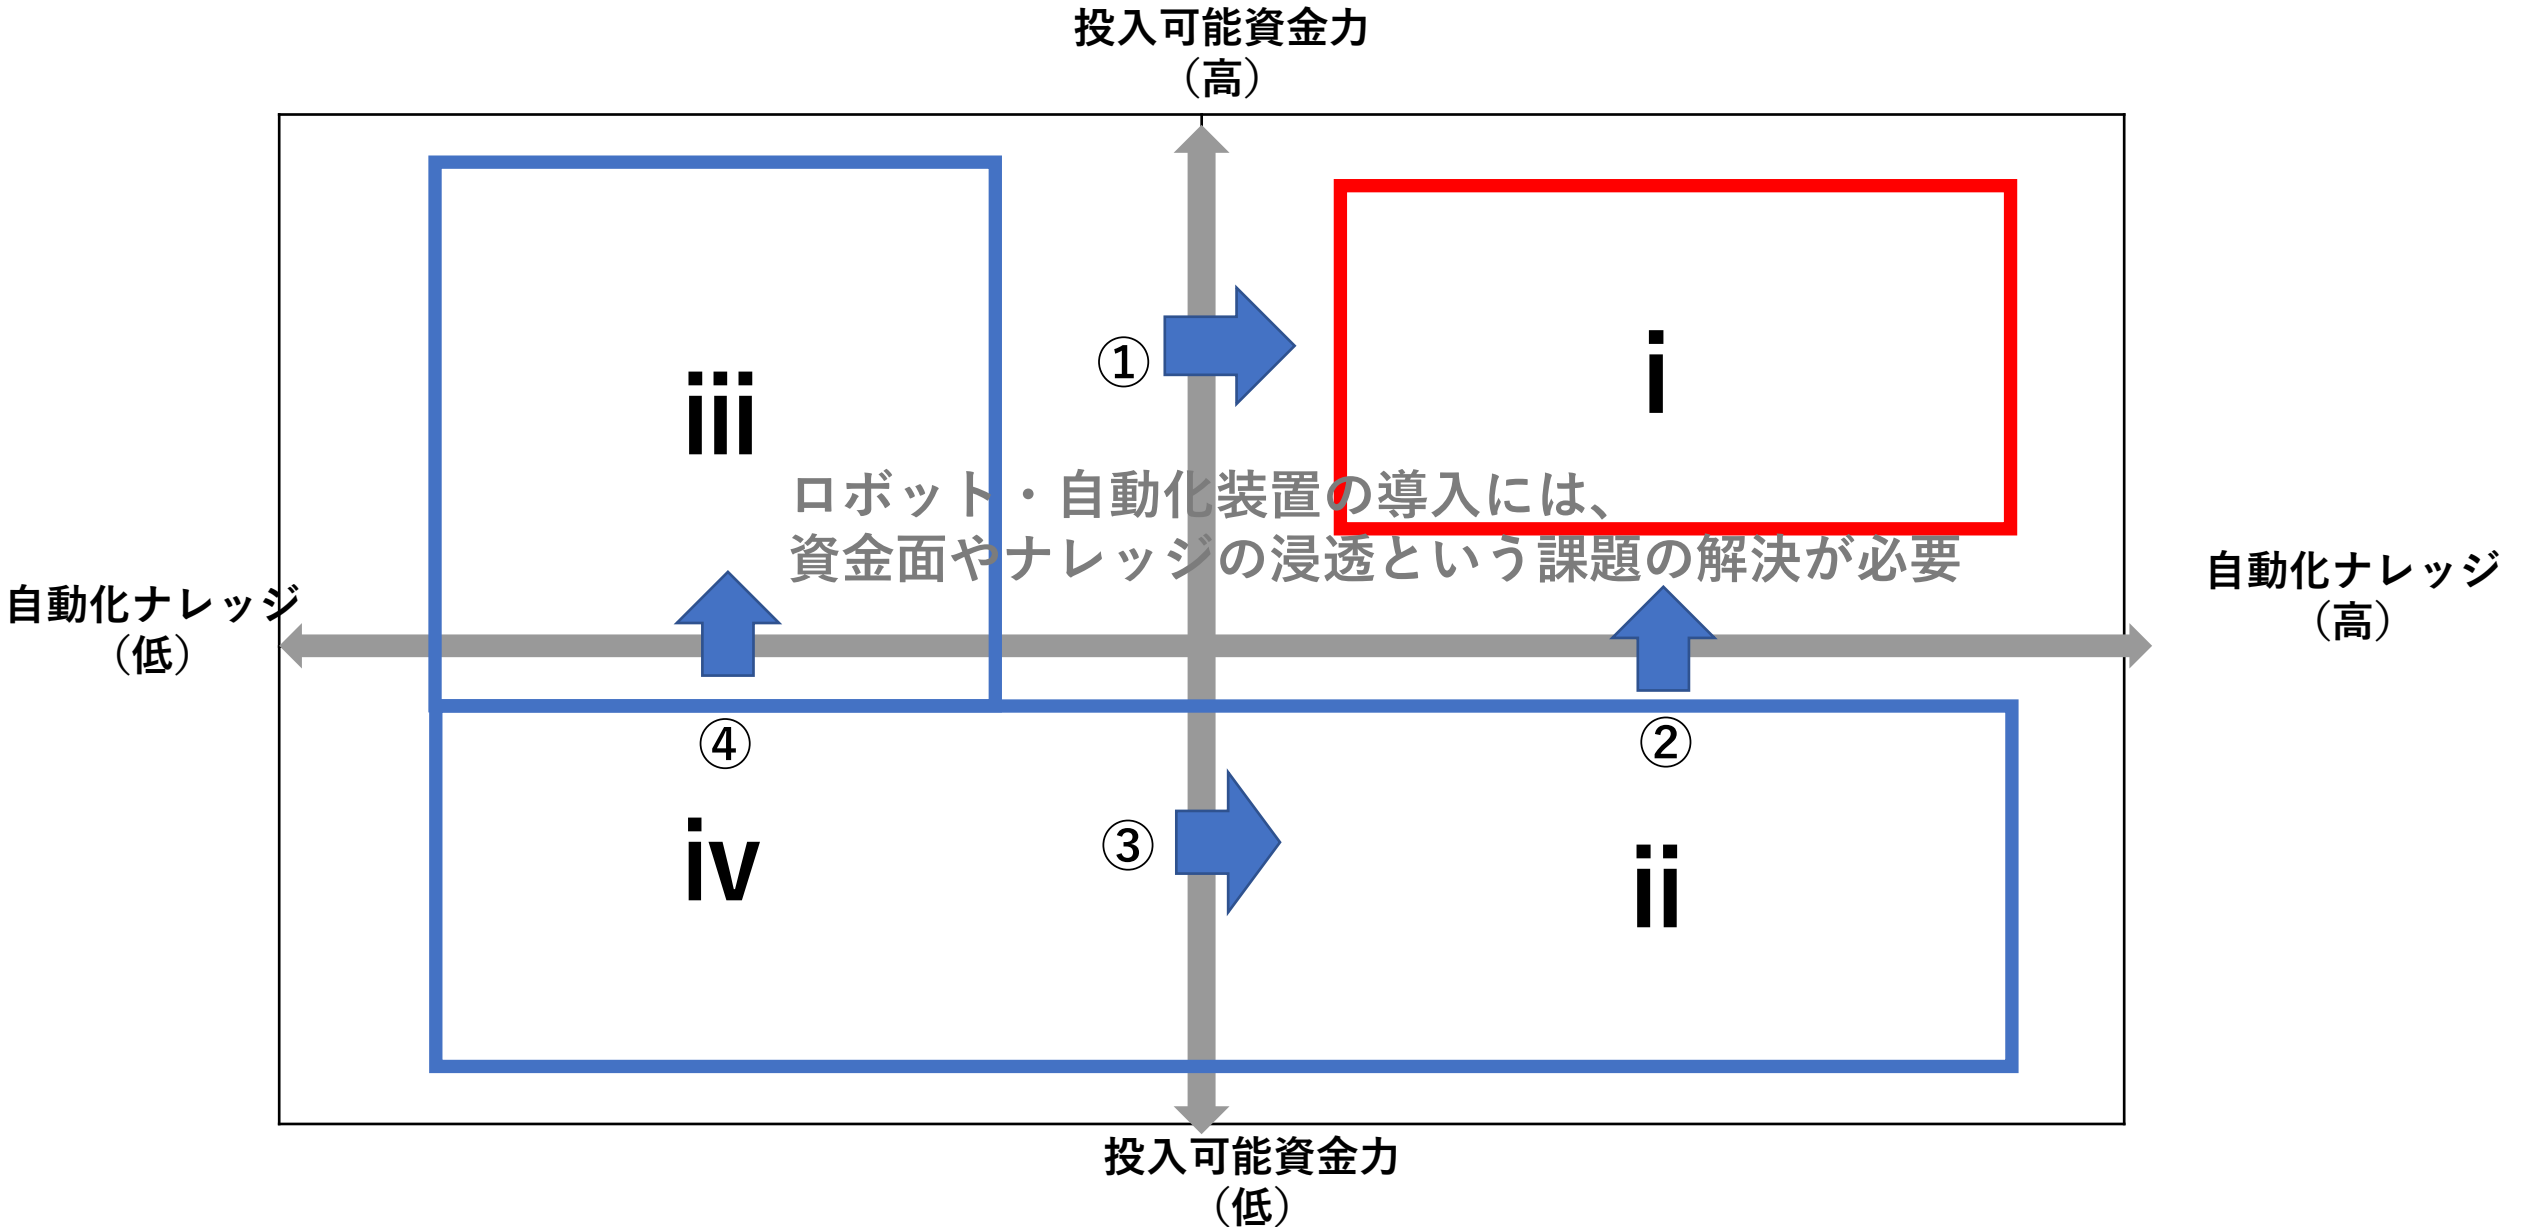 投入可能資金力
（高）
①
i
iii
ロボット・自動化装置の導入には、
資金面やナレッジの浸透という課題の解決が必要
自動化ナレッジ
（低）
自動化ナレッジ
（高）
④
②
③
iv
ii
投入可能資金力
（低）